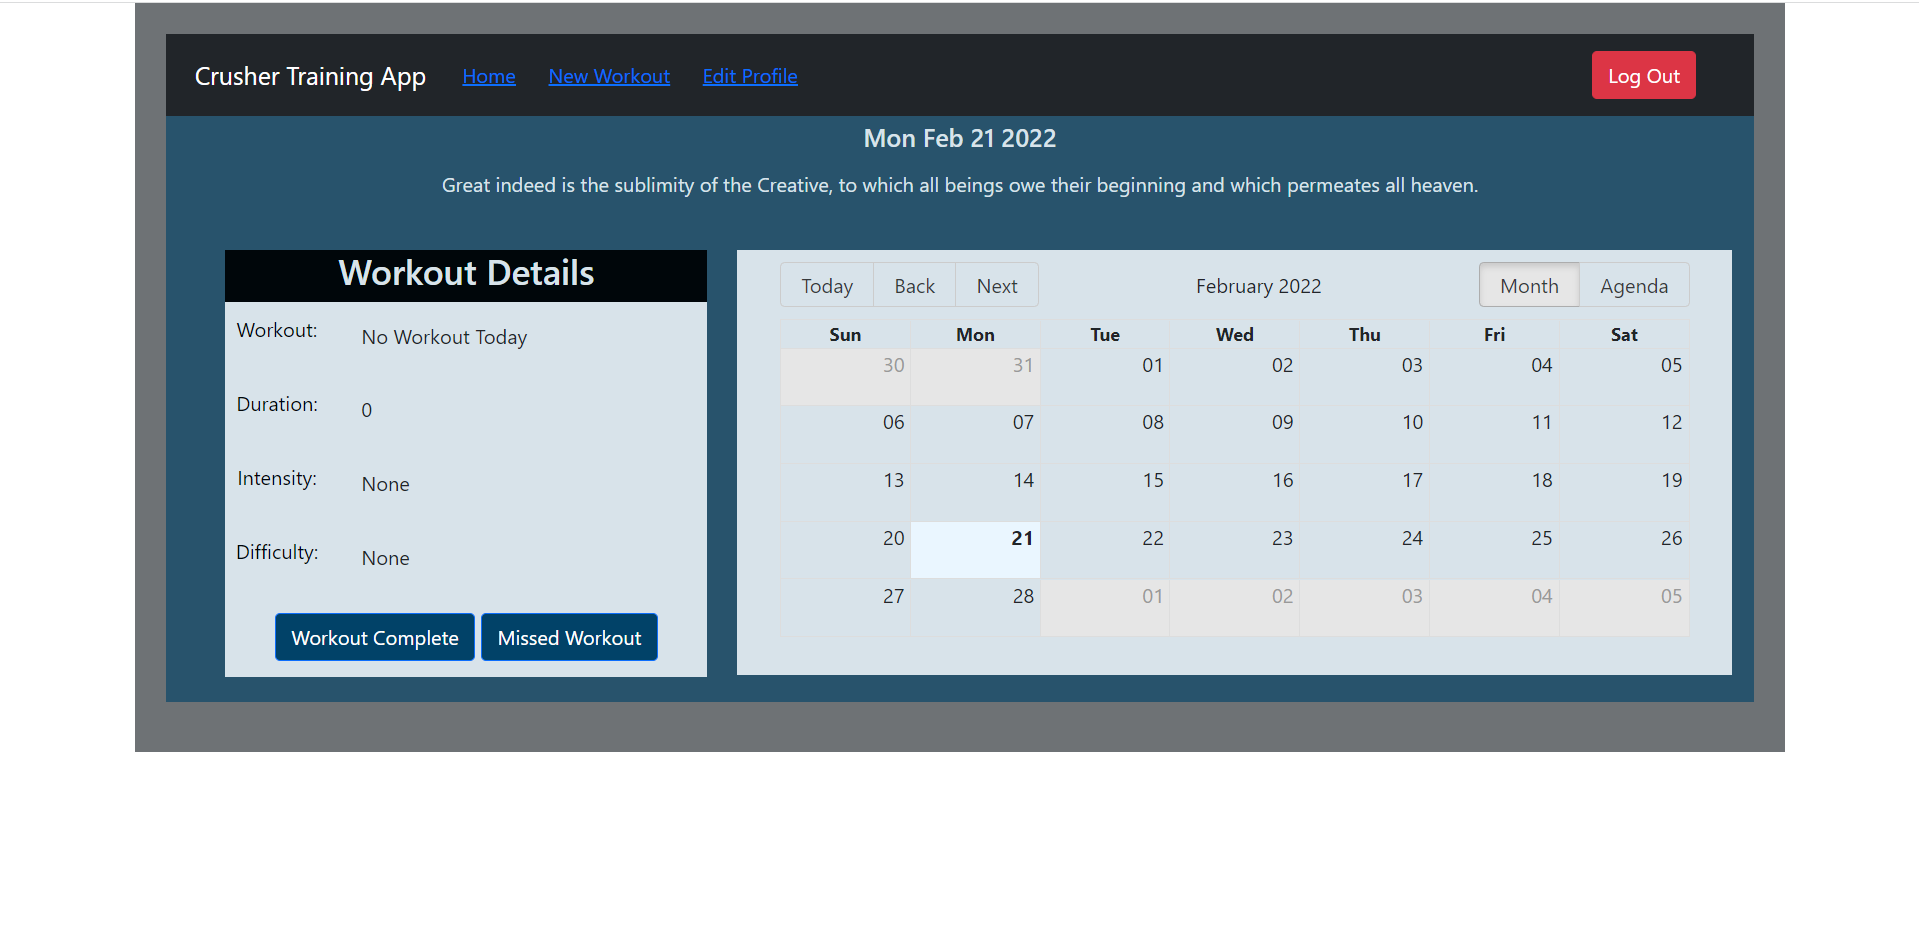 Crusher Training App Home New Workout Edit Profile Log Out
Mon Feb 21 2022
Great indeed is the sublimity of the Creative, to which all beings owe their beginning and which permeates all heaven.
Workout Details
Workout: No Workout Today
Duration: 0
Intensity: None
Difficulty: None
Workout Complete Missed Workout
Today Back Next February 2022 Month Agenda
Sun Mon Tue Wed Thu Fri Sat
30 31 01 02 03 04 05
06 07 08 09 10 11 12
13 14 15 16 17 18 19
20 21 22 23 24 25 26
27 28 01 02 03 04 05